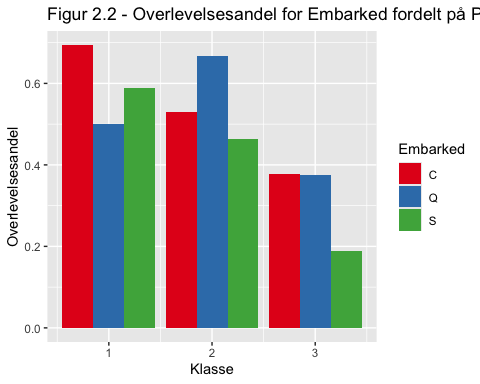 Figur 2.2 - Overlevelsesandel for Embarked fordelt på P
Overlevelsesandel
0.6
0.4
0.2
0.0
1 2 3
Klasse
Embarked
C
Q
S